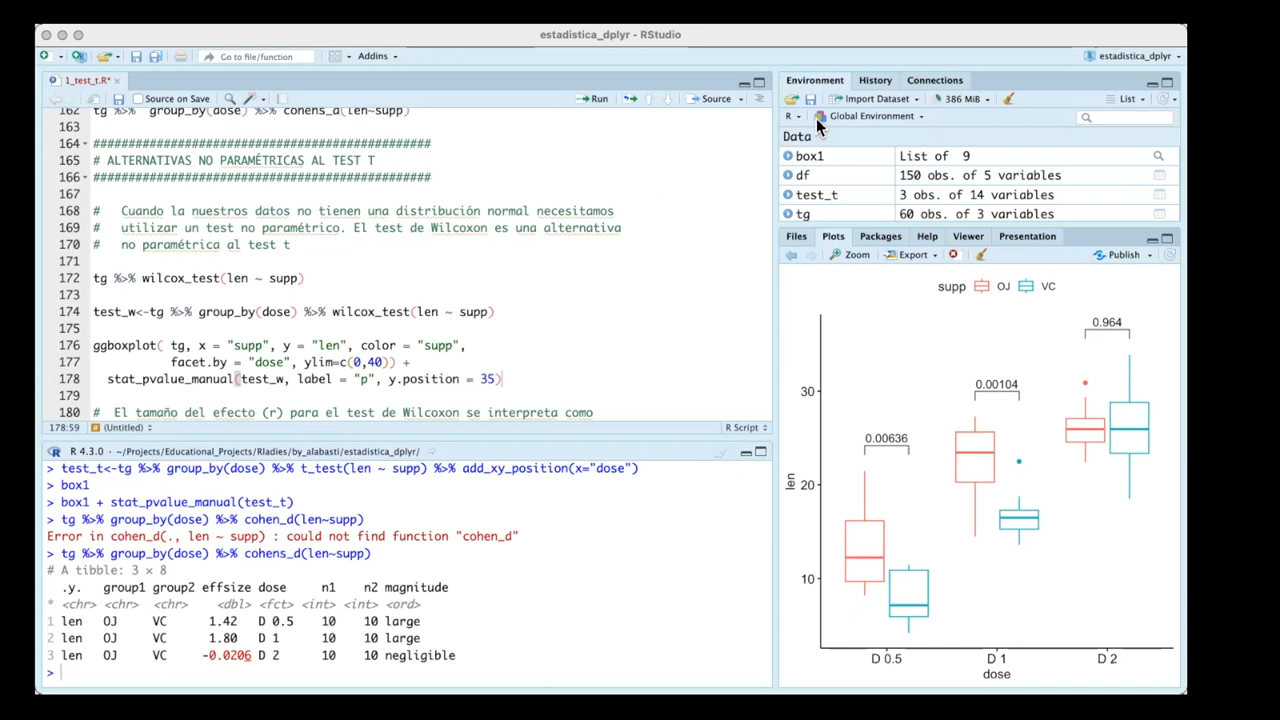 estadistica_dplyr - RStudio
Go to file/function
Addins
estadistica_dplyr
1_test_t.R*
Source on Save
Run
Source
162 tg %>% group_by(dose) %>% cohens_d(len~supp)
163
164 #############################################
165 # ALTERNATIVAS NO PARAMÉTRICAS AL TEST T
166 #############################################
167
168 #   Cuando la nuestros datos no tienen una distribución normal necesitamos
169 #   utilizar un test no paramétrico. El test de Wilcoxon es una alternativa
170 #   no paramétrica al test t
171
172 tg %>% wilcox_test(len ~ supp)
173
174 test_w<-tg %>% group_by(dose) %>% wilcox_test(len ~ supp)
175
176 ggboxplot( tg, x = "supp", y = "len", color = "supp",
177            facet.by = "dose", ylim=c(0,40)) +
178   stat_pvalue_manual(test_w, label = "p", y.position = 35)
179
180 #  El tamaño del efecto (r) para el test de Wilcoxon se interpreta como
178:59 (Untitled) R Script
R 4.3.0 · ~/Projects/Educational_Projects/Rladies/by_alabasti/estadistica_dplyr/
> test_t<-tg %>% group_by(dose) %>% t_test(len ~ supp) %>% add_xy_position(x="dose")
> box1
> box1 + stat_pvalue_manual(test_t)
> tg %>% group_by(dose) %>% cohen_d(len~supp)
Error in cohen_d(., len ~ supp) : could not find function "cohen_d"
> tg %>% group_by(dose) %>% cohens_d(len~supp)
# A tibble: 3 × 8
  .y.   group1 group2 effsize dose     n1    n2 magnitude
* <chr> <chr>  <chr>    <dbl> <fct> <int> <int> <ord>
1 len   OJ     VC      1.42   D 0.5    10    10 large
2 len   OJ     VC      1.80   D 1      10    10 large
3 len   OJ     VC     -0.0206 D 2      10    10 negligible
>
Environment History Connections
Import Dataset 386 MiB List
R Global Environment
Data
box1 List of  9
df 150 obs. of 5 variables
test_t 3 obs. of 14 variables
tg 60 obs. of 3 variables
Files Plots Packages Help Viewer Presentation
Zoom Export Publish
supp OJ VC
0.964
0.00104
0.00636
30
20
10
len
D 0.5 D 1 D 2
dose